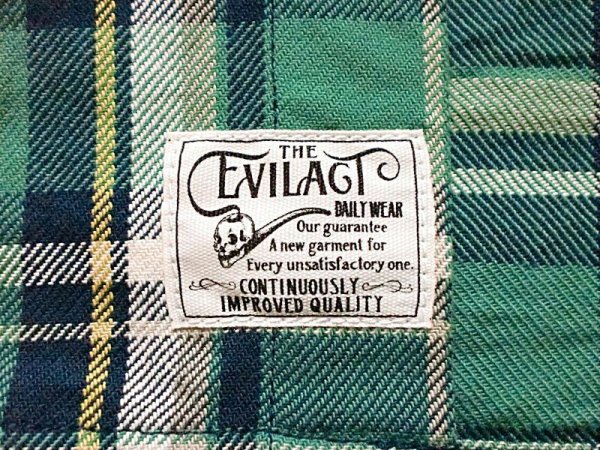 THE
EVILACT
DAILY WEAR
Our guarantee
A new garment for
Every unsatisfactory one.
CONTINUOUSLY
IMPROVED QUALITY